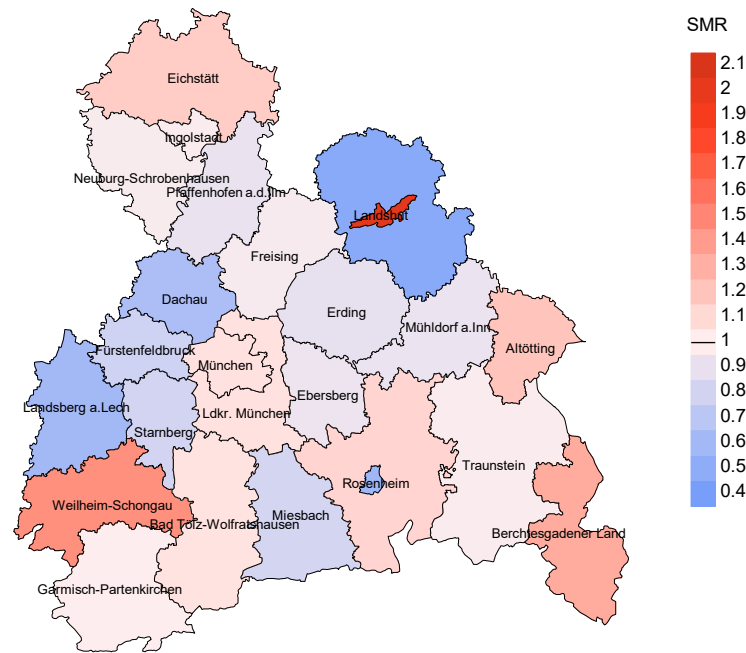 SMR
Eichstätt
Ingolstadt
Neuburg-Schrobenhausen
Pfaffenhofen a.d.Ilm
Landshut
Freising
Dachau
Erding
Mühldorf a.Inn
Altötting
Fürstenfeldbruck
München
Ebersberg
Landsberg a.Lech
Ldkr. München
Starnberg
Traunstein
Rosenheim
Weilheim-Schongau
Miesbach
Bad Tölz-Wolfratshausen
Berchtesgadener Land
Garmisch-Partenkirchen
2.1
2
1.9
1.8
1.7
1.6
1.5
1.4
1.3
1.2
1.1
1
0.9
0.8
0.7
0.6
0.5
0.4